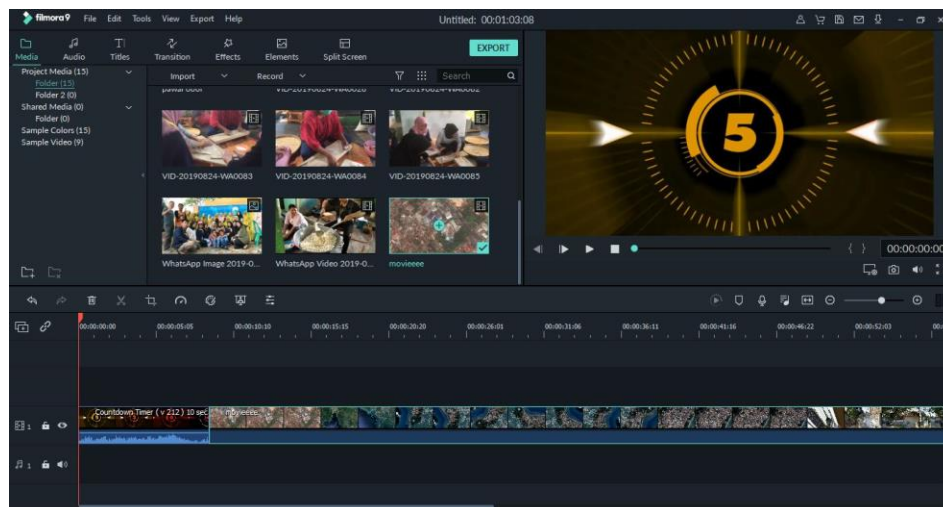 filmora9 File Edit Tools View Export Help Untitled: 00:01:03:08
Media Audio Titles Transition Effects Elements Split Screen EXPORT
Project Media (15)
Folder (15)
Folder 2 (0)
Shared Media (0)
Folder (0)
Sample Colors (15)
Sample Video (9)
Import Record Search
VID-20190824-WA0083 VID-20190824-WA0084 VID-20190824-WA0085
WhatsApp Image 2019-0... WhatsApp Video 2019-0... movieeee
5
00:00:00:00
00:00:00:00 00:00:05:05 00:00:10:10 00:00:15:15 00:00:20:20 00:00:26:01 00:00:31:06 00:00:36:11 00:00:41:16 00:00:46:22 00:00:52:03
Countdown Timer ( v 212 ) 10 sec movieeee
1
1